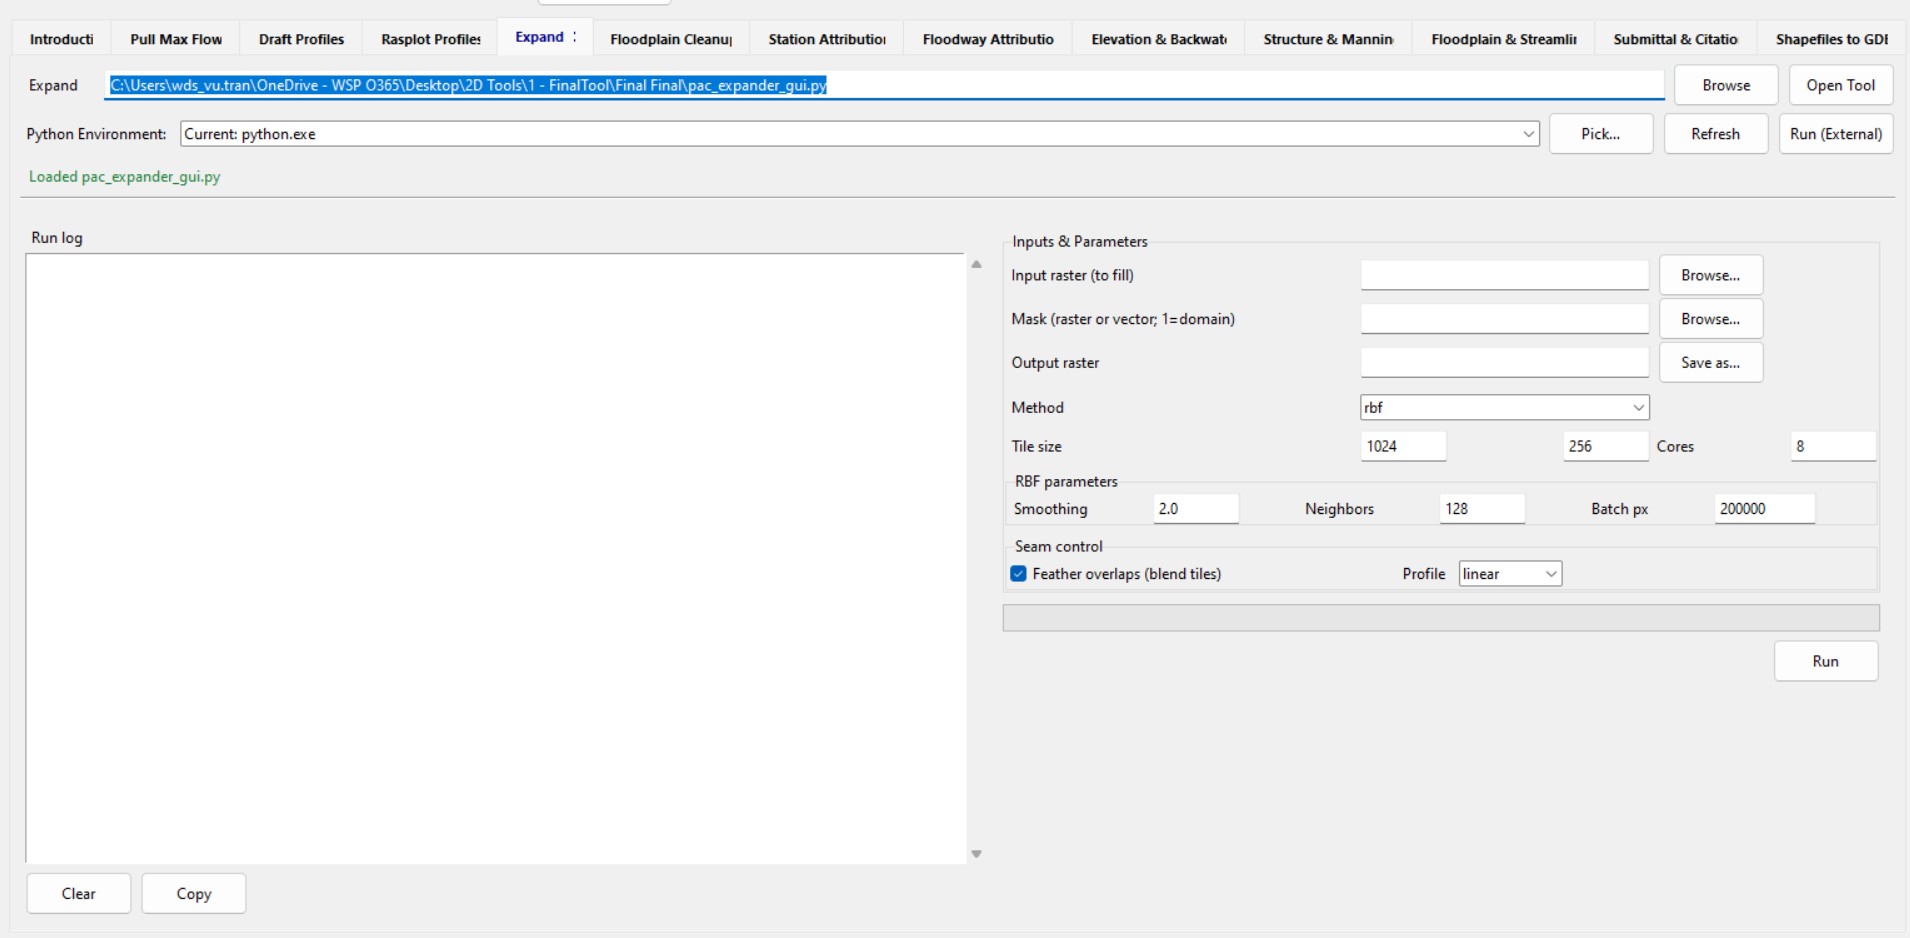 Introducti Pull Max Flow Draft Profiles Rasplot Profiles Expand Floodplain Cleanup Station Attribution Floodway Attributio Elevation & Backwat Structure & Mannin Floodplain & Streamlin Submittal & Citatio Shapefiles to GDB
Expand C:\Users\wds_vu.tran\OneDrive - WSP O365\Desktop\2D Tools\1 - FinalTool\Final Final\pac_expander_gui.py Browse Open Tool
Python Environment: Current: python.exe Pick... Refresh Run (External)
Loaded pac_expander_gui.py
Run log
Inputs & Parameters
Input raster (to fill) Browse...
Mask (raster or vector; 1=domain) Browse...
Output raster Save as...
Method rbf
Tile size 1024 256 Cores 8
RBF parameters
Smoothing 2.0 Neighbors 128 Batch px 200000
Seam control
Feather overlaps (blend tiles) Profile linear
Run
Clear Copy